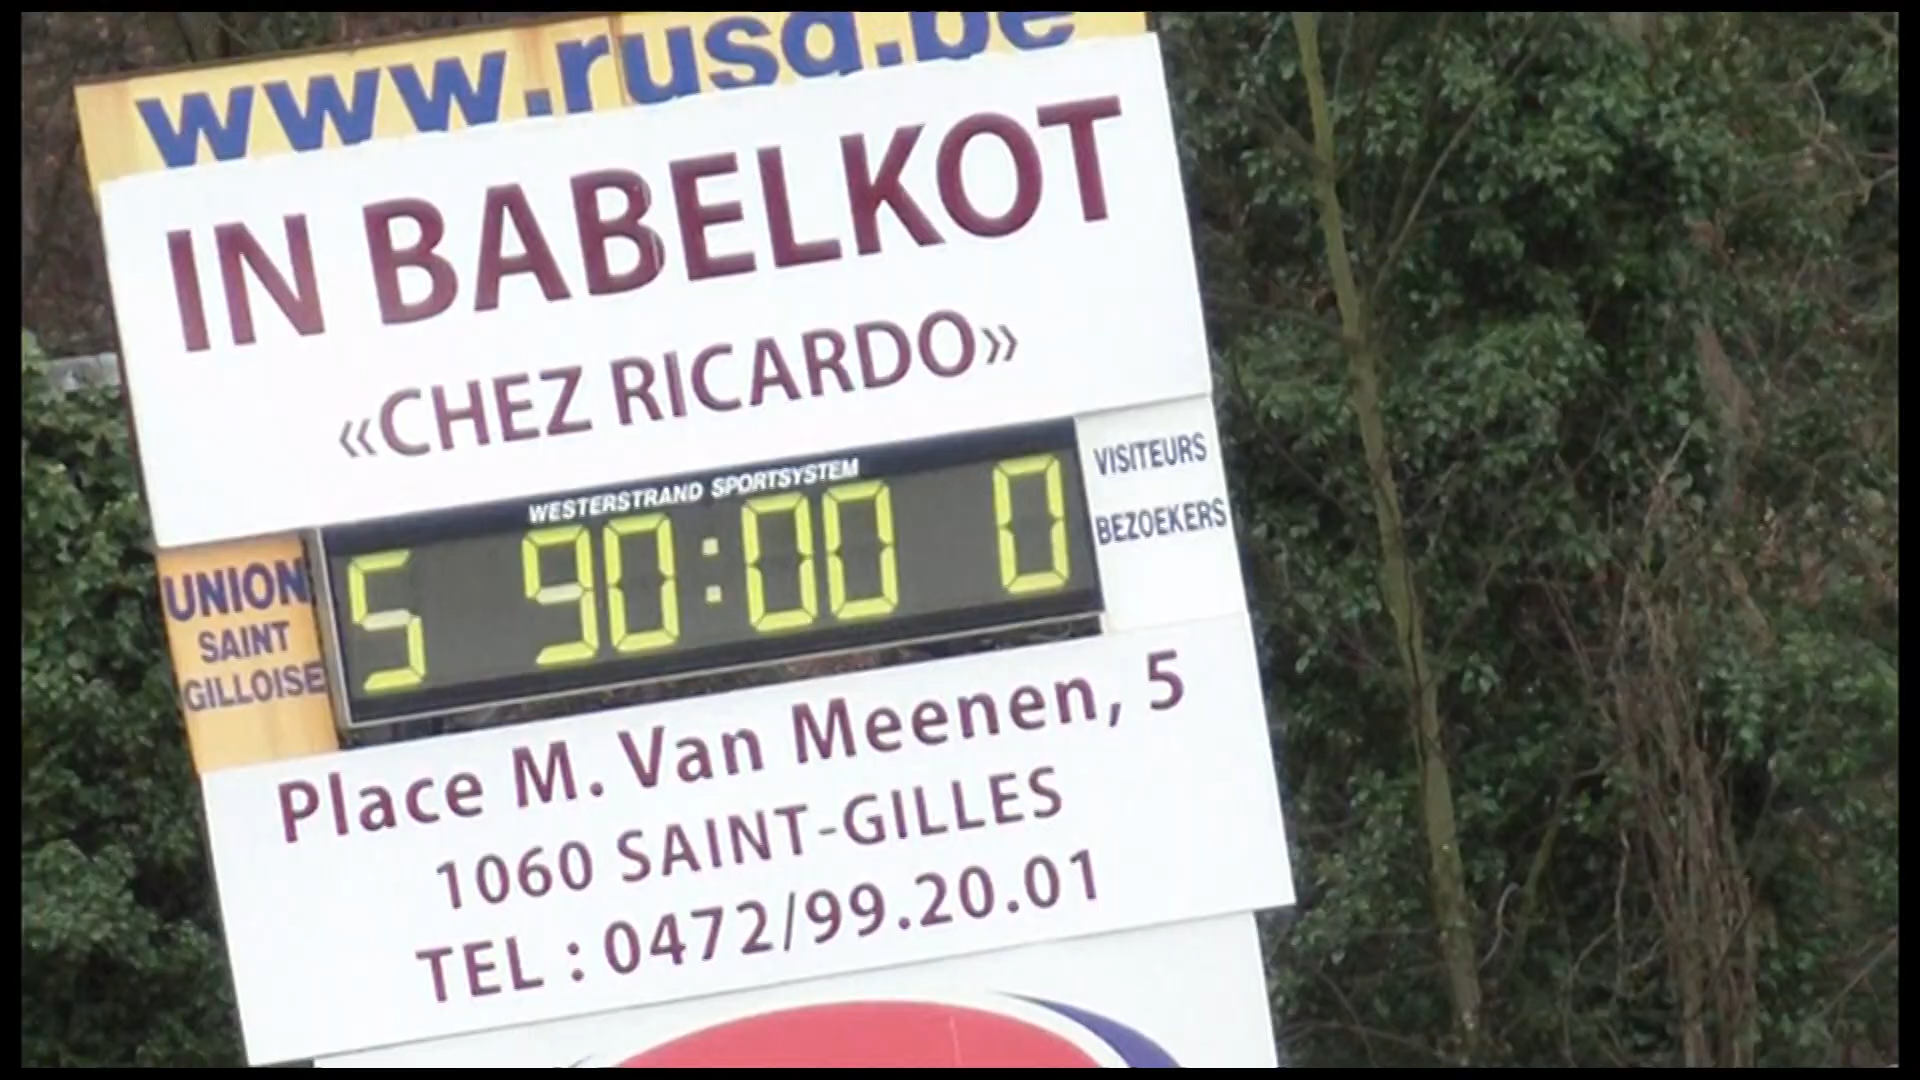 www.rusg.be
IN BABELKOT
«CHEZ RICARDO»
WESTERSTRAND SPORTSYSTEM
UNION
SAINT
GILLOISE
5 90:00 0
VISITEURS
BEZOEKERS
Place M. Van Meenen, 5
1060 SAINT-GILLES
TEL : 0472/99.20.01